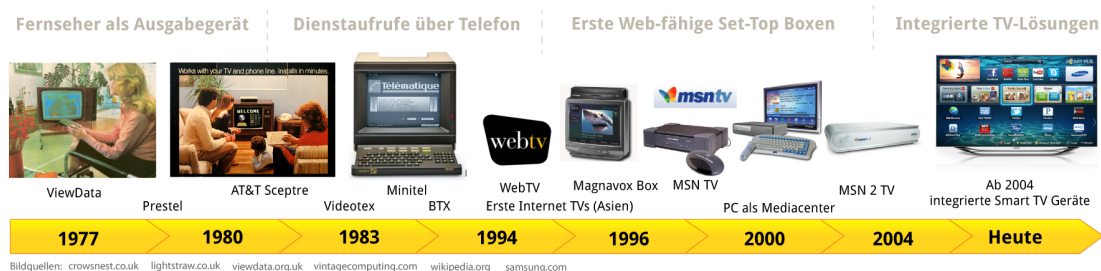 Fernseher als Ausgabegerät
Dienstaufrufe über Telefon
Erste Web-fähige Set-Top Boxen
Integrierte TV-Lösungen
Works with your TV and phone line. Installs in minutes.
WELCOME
Télématique
webtv
msntv
ViewData
AT&T Sceptre
Minitel
WebTV
Magnavox Box
MSN TV
MSN 2 TV
Ab 2004
integrierte Smart TV Geräte
Prestel
Videotex
BTX
Erste Internet TVs (Asien)
PC als Mediacenter
1977
1980
1983
1994
1996
2000
2004
Heute
Bildquellen: crowsnest.co.uk lightstraw.co.uk viewdata.org.uk vintagecomputing.com wikipedia.org samsung.com